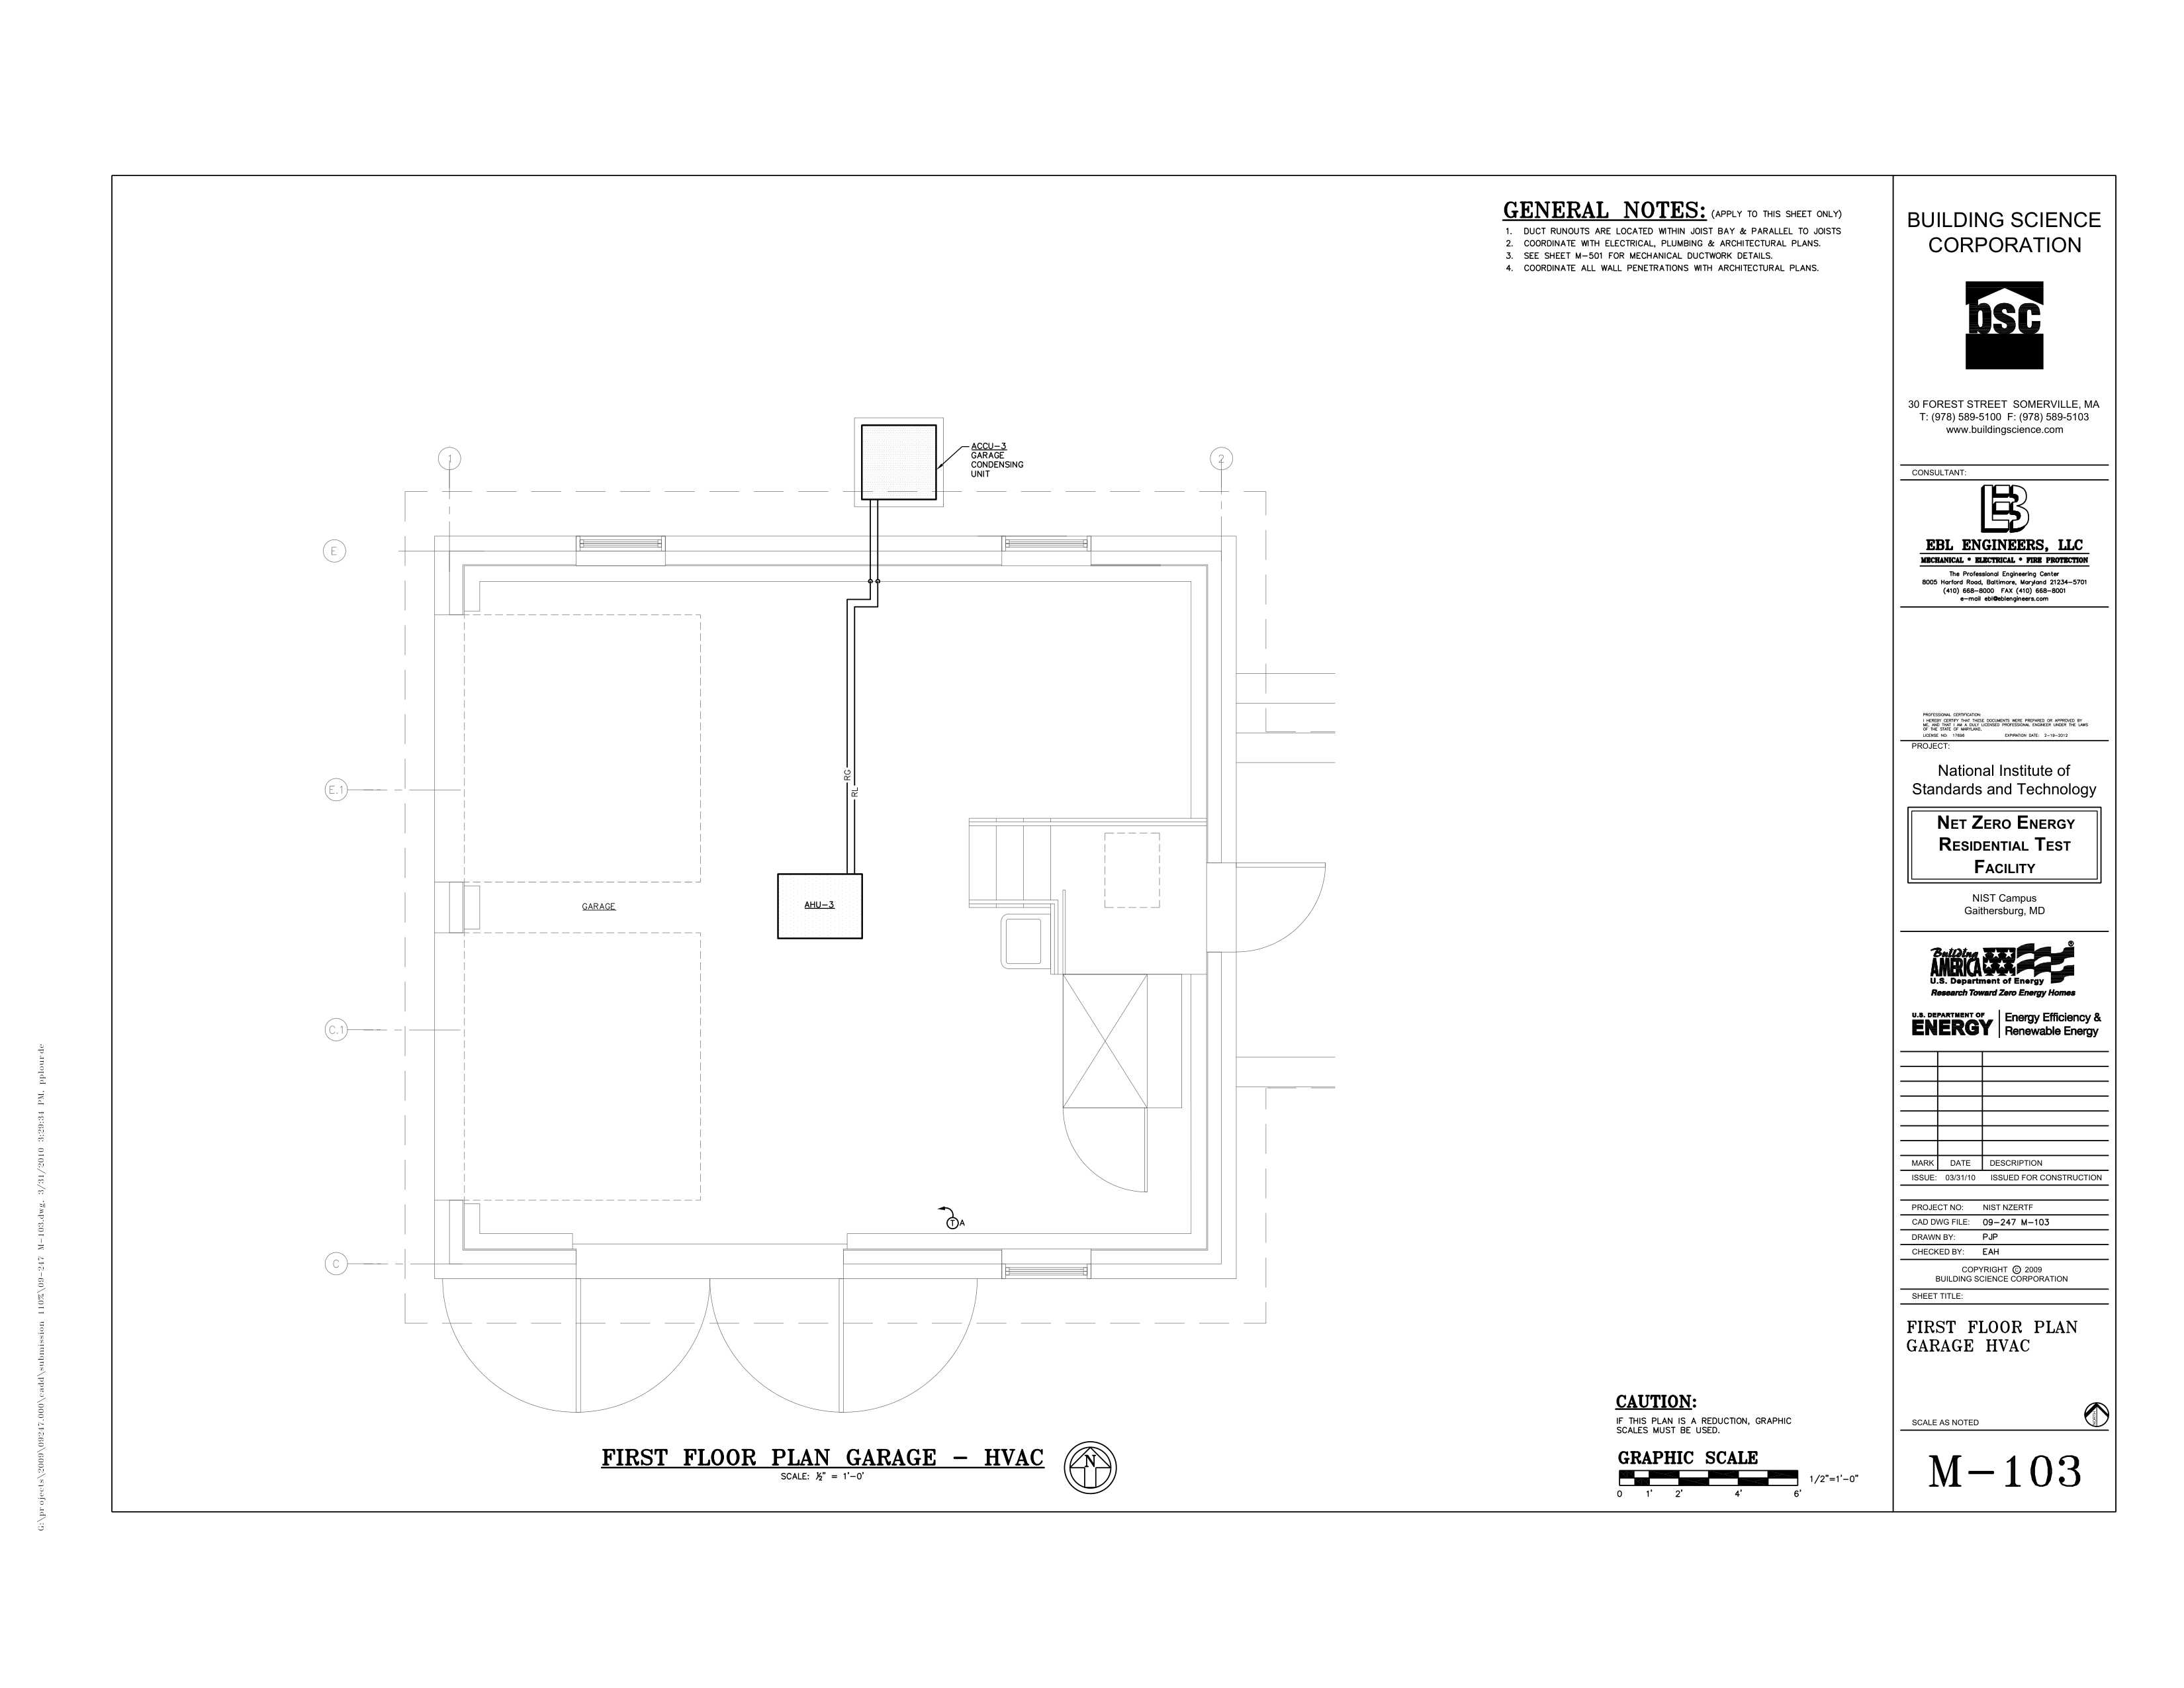 GENERAL NOTES: (APPLY TO THIS SHEET ONLY)
1. DUCT RUNOUTS ARE LOCATED WITHIN JOIST BAY & PARALLEL TO JOISTS
2. COORDINATE WITH ELECTRICAL, PLUMBING & ARCHITECTURAL PLANS.
3. SEE SHEET M-501 FOR MECHANICAL DUCTWORK DETAILS.
4. COORDINATE ALL WALL PENETRATIONS WITH ARCHITECTURAL PLANS.
ACCU-3
GARAGE
CONDENSING
UNIT
1
2
E
E.1
C.1
C
RG
RL
AHU-3
GARAGE
T A
FIRST FLOOR PLAN GARAGE - HVAC
SCALE: ½" = 1'-0"
N
CAUTION:
IF THIS PLAN IS A REDUCTION, GRAPHIC
SCALES MUST BE USED.
GRAPHIC SCALE
1/2"=1'-0"
0 1' 2' 4' 6'
G:\projects\2009\09247.000\cadd\submission 110%\09-247 M-103.dwg, 3/31/2010 3:29:34 PM, pplourde
BUILDING SCIENCE
CORPORATION
bsc
30 FOREST STREET SOMERVILLE, MA
T: (978) 589-5100 F: (978) 589-5103
www.buildingscience.com
CONSULTANT:
EBL ENGINEERS, LLC
MECHANICAL * ELECTRICAL * FIRE PROTECTION
The Professional Engineering Center
8005 Harford Road, Baltimore, Maryland 21234-5701
(410) 668-8000 FAX (410) 668-8001
e-mail ebl@eblengineers.com
PROFESSIONAL CERTIFICATION:
I HEREBY CERTIFY THAT THESE DOCUMENTS WERE PREPARED OR APPROVED BY
ME, AND THAT I AM A DULY LICENSED PROFESSIONAL ENGINEER UNDER THE LAWS
OF THE STATE OF MARYLAND,
LICENSE NO: 17698 EXPIRATION DATE: 2-19-2012
PROJECT:
National Institute of
Standards and Technology
NET ZERO ENERGY
RESIDENTIAL TEST
FACILITY
NIST Campus
Gaithersburg, MD
Building
AMERICA ®
U.S. Department of Energy
Research Toward Zero Energy Homes
U.S. DEPARTMENT OF
ENERGY
Energy Efficiency &
Renewable Energy
MARK DATE DESCRIPTION
ISSUE: 03/31/10 ISSUED FOR CONSTRUCTION
PROJECT NO: NIST NZERTF
CAD DWG FILE: 09-247 M-103
DRAWN BY: PJP
CHECKED BY: EAH
COPYRIGHT © 2009
BUILDING SCIENCE CORPORATION
SHEET TITLE:
FIRST FLOOR PLAN
GARAGE HVAC
SCALE AS NOTED
M-103